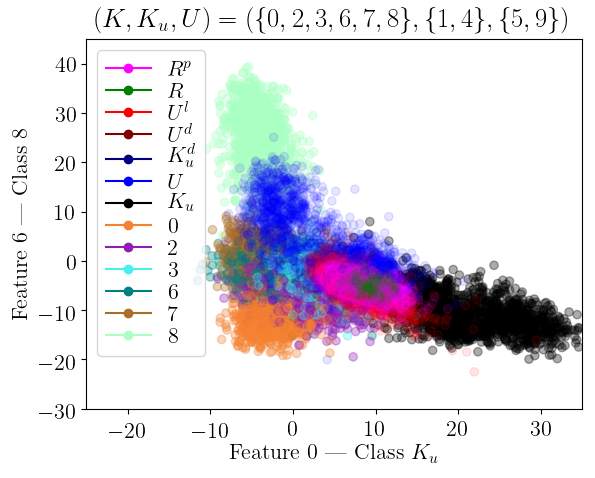 (K, K_u, U) = ({0, 2, 3, 6, 7, 8}, {1, 4}, {5, 9})
Feature 6 — Class 8
40
30
20
10
0
−10
−20
−30
R^p
R
U^l
U^d
K_u^d
U
K_u
0
2
3
6
7
8
−20
−10
0
10
20
30
Feature 0 — Class K_u